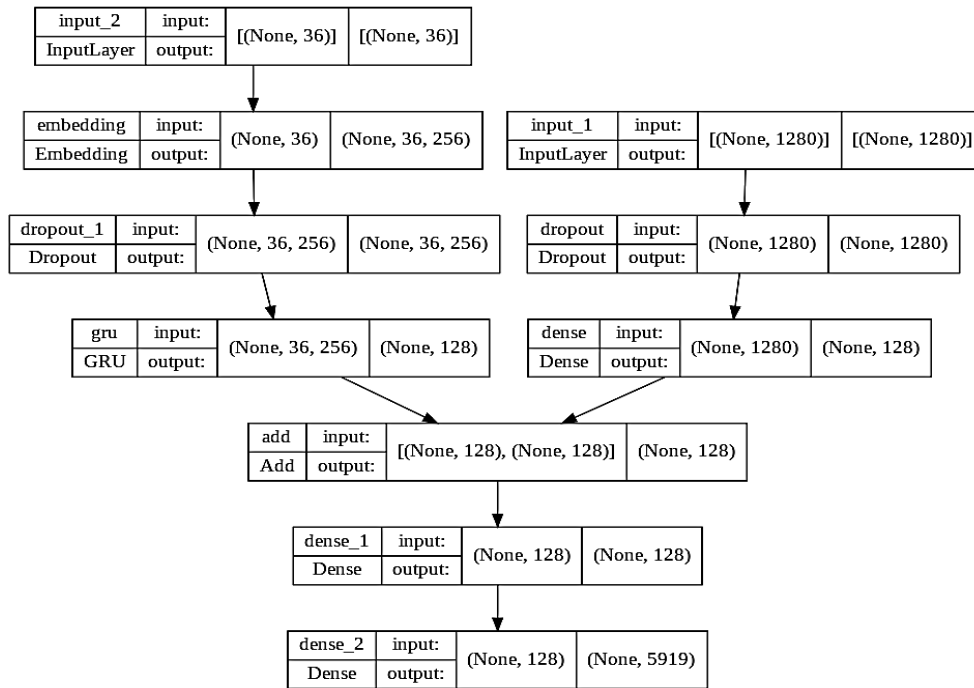 input_2 input: [(None, 36)] [(None, 36)]
InputLayer output:
embedding input: (None, 36) (None, 36, 256)
Embedding output:
input_1 input: [(None, 1280)] [(None, 1280)]
InputLayer output:
dropout_1 input: (None, 36, 256) (None, 36, 256)
Dropout output:
dropout input: (None, 1280) (None, 1280)
Dropout output:
gru input: (None, 36, 256) (None, 128)
GRU output:
dense input: (None, 1280) (None, 128)
Dense output:
add input: [(None, 128), (None, 128)] (None, 128)
Add output:
dense_1 input: (None, 128) (None, 128)
Dense output:
dense_2 input: (None, 128) (None, 5919)
Dense output: